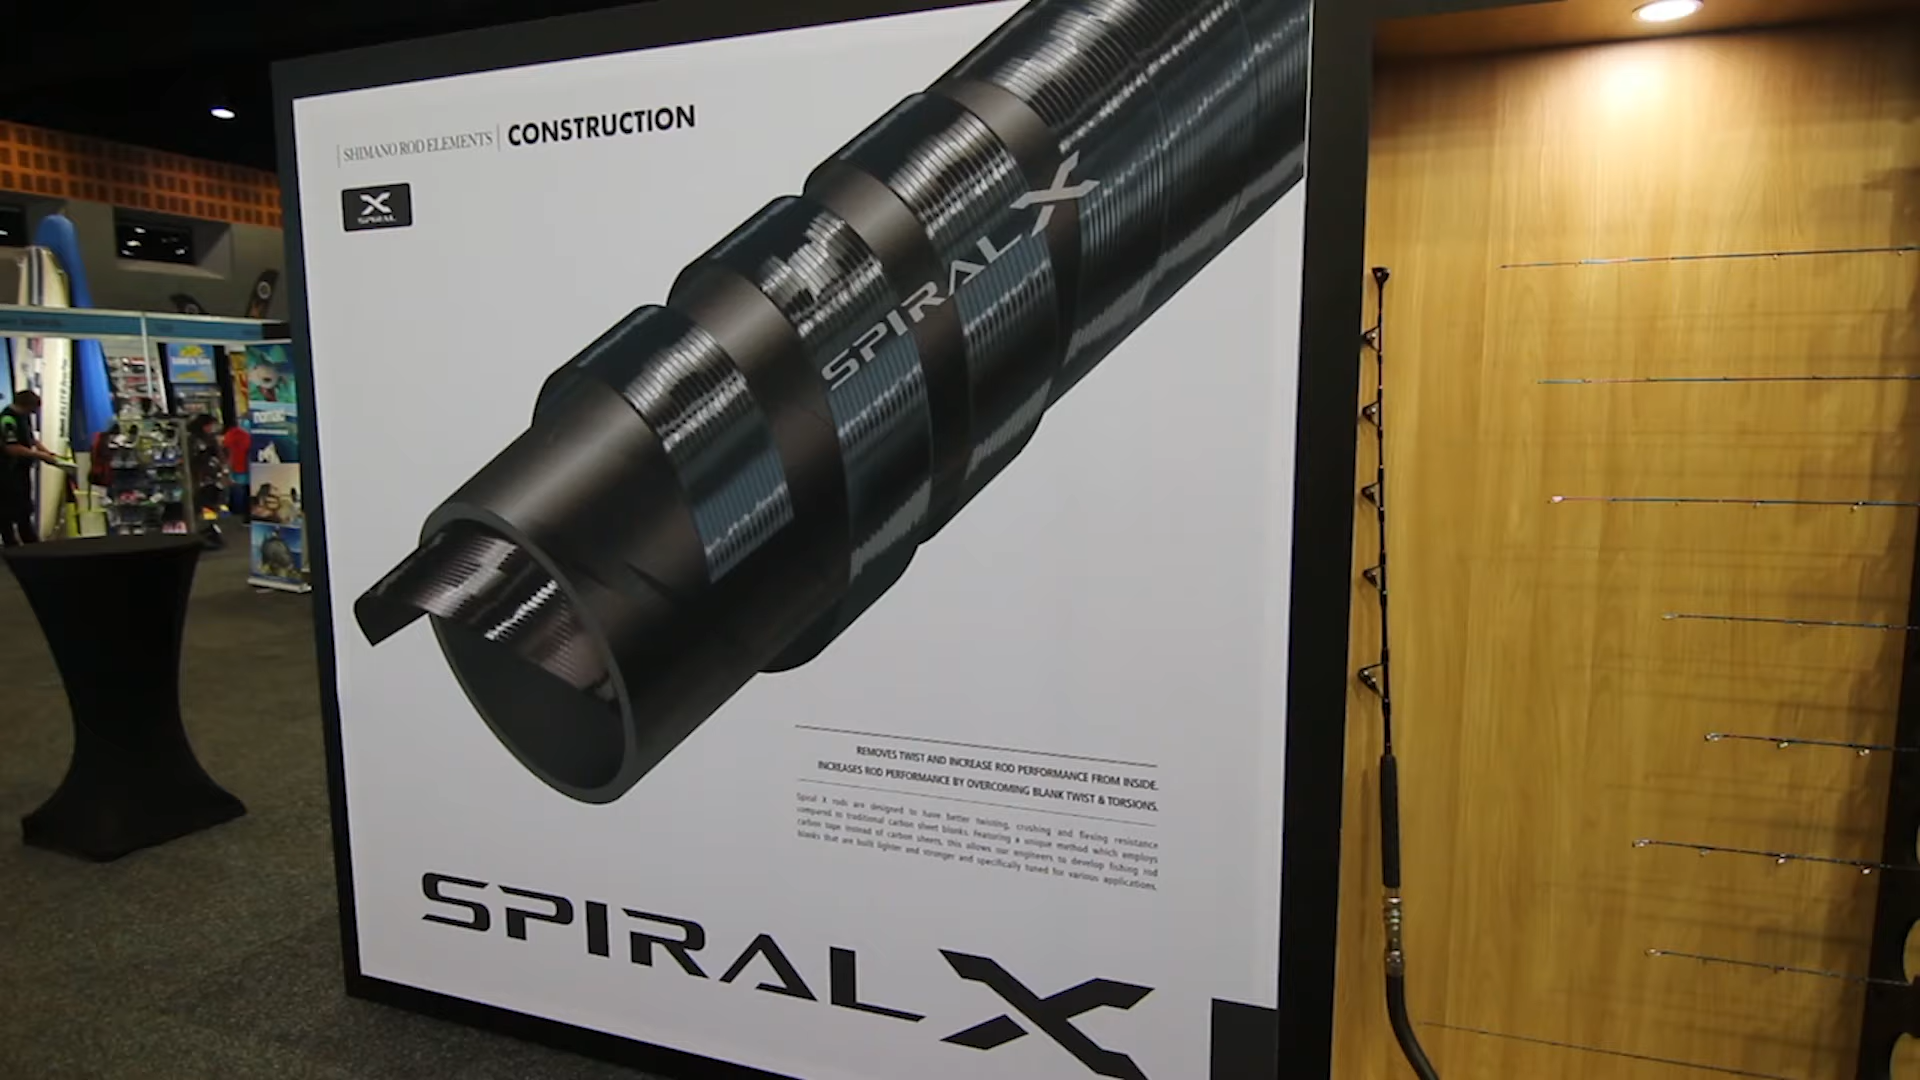 SHIMANO ROD ELEMENTS | CONSTRUCTION
X
SPIRAL
SPIRALX
REMOVES TWIST AND INCREASE ROD PERFORMANCE FROM INSIDE.
INCREASES ROD PERFORMANCE BY OVERCOMING BLANK TWIST & TORSIONS.
Spiral X rods are designed to have better twisting, crushing and flexing resistance
compared to traditional carbon sheet blanks. Featuring a unique method which employs
carbon tape instead of carbon sheets, this allows our engineers to develop fishing rod
blanks that are built lighter and stronger and specifically tuned for various applications.
SPIRALX
nomad